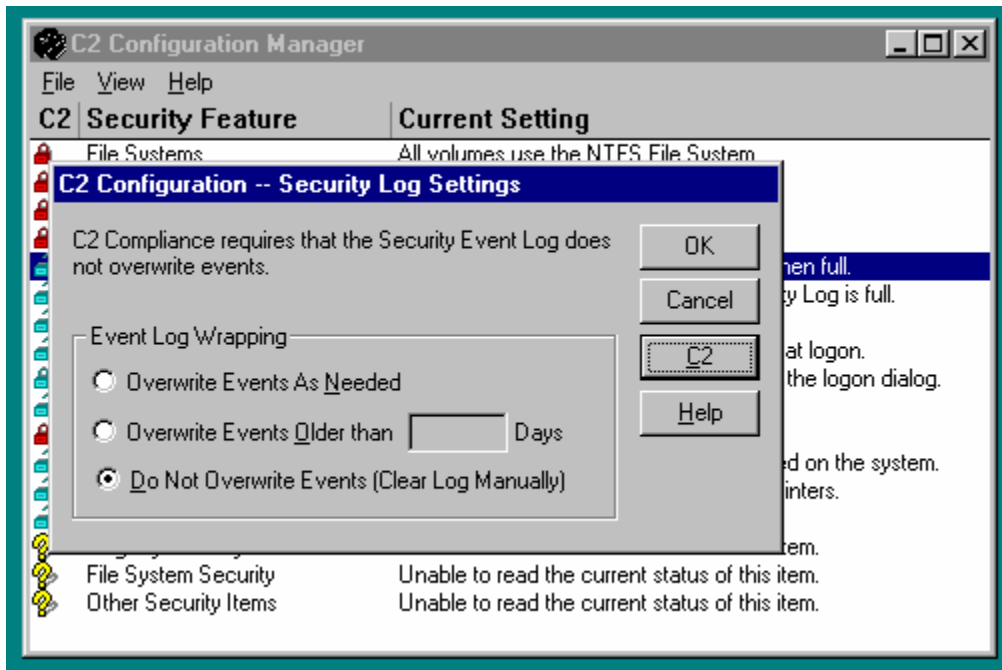 C2 Configuration Manager
File View Help
C2 Security Feature Current Setting
File Systems All volumes use the NTFS File System
C2 Configuration -- Security Log Settings
C2 Compliance requires that the Security Event Log does
not overwrite events.
OK
Cancel
C2
Help
Event Log Wrapping
Overwrite Events As Needed
Overwrite Events Older than Days
Do Not Overwrite Events (Clear Log Manually)
full.
Log is full.
at logon.
the logon dialog.
on the system.
File System Security Unable to read the current status of this item.
Other Security Items Unable to read the current status of this item.